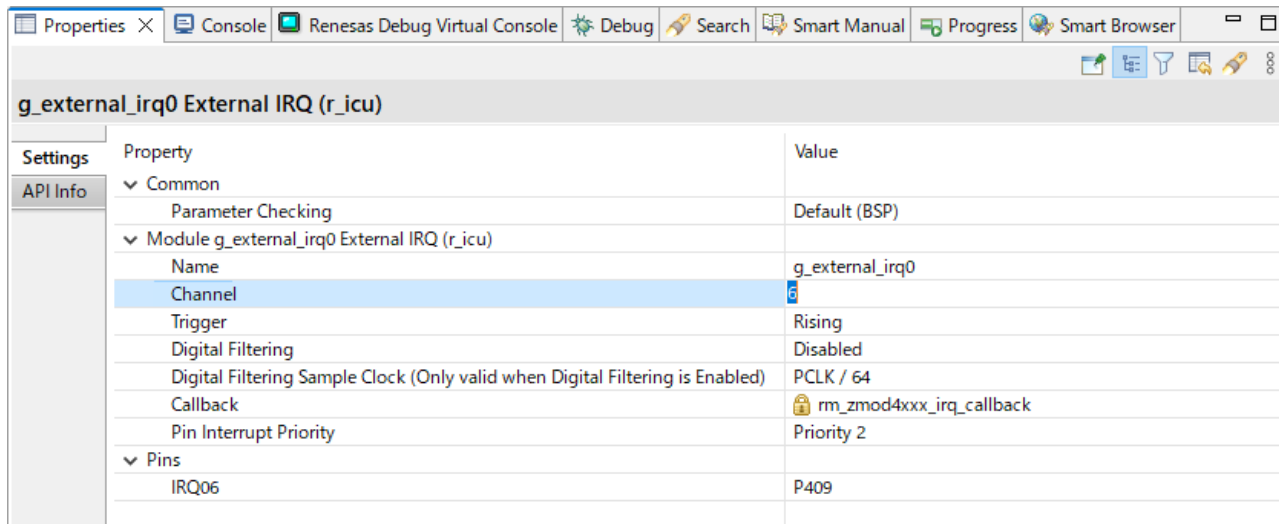 Properties Console Renesas Debug Virtual Console Debug Search Smart Manual Progress Smart Browser
g_external_irq0 External IRQ (r_icu)
Settings
API Info
Property Value
Common
Parameter Checking Default (BSP)
Module g_external_irq0 External IRQ (r_icu)
Name g_external_irq0
Channel 6
Trigger Rising
Digital Filtering Disabled
Digital Filtering Sample Clock (Only valid when Digital Filtering is Enabled) PCLK / 64
Callback rm_zmod4xxx_irq_callback
Pin Interrupt Priority Priority 2
Pins
IRQ06 P409